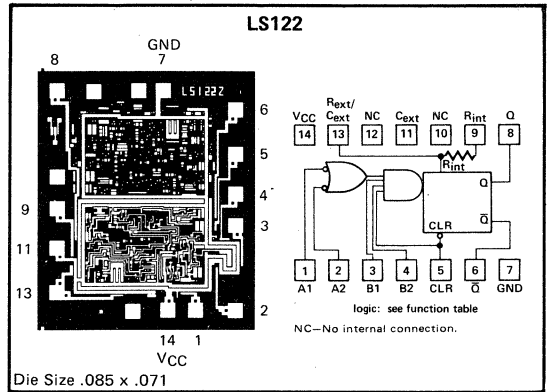 LS122
GND
8 7
LS122Z
6
5
4
3
9
11
13
2
14 1
VCC
Die Size .085 x .071
VCC Rext/Cext NC Cext NC Rint Q
14 13 12 11 10 9 8
Rint
Q
Q̅
CLR
1 2 3 4 5 6 7
A1 A2 B1 B2 CLR Q̅ GND
logic: see function table
NC—No internal connection.